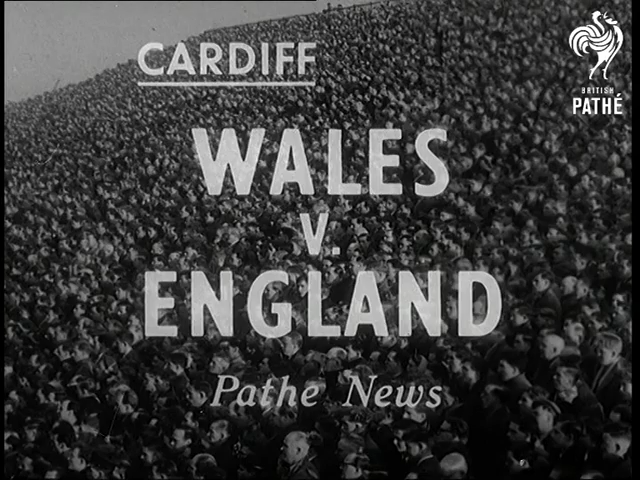 CARDIFF
BRITISH
PATHÉ
WALES
V.
ENGLAND
Pathe News